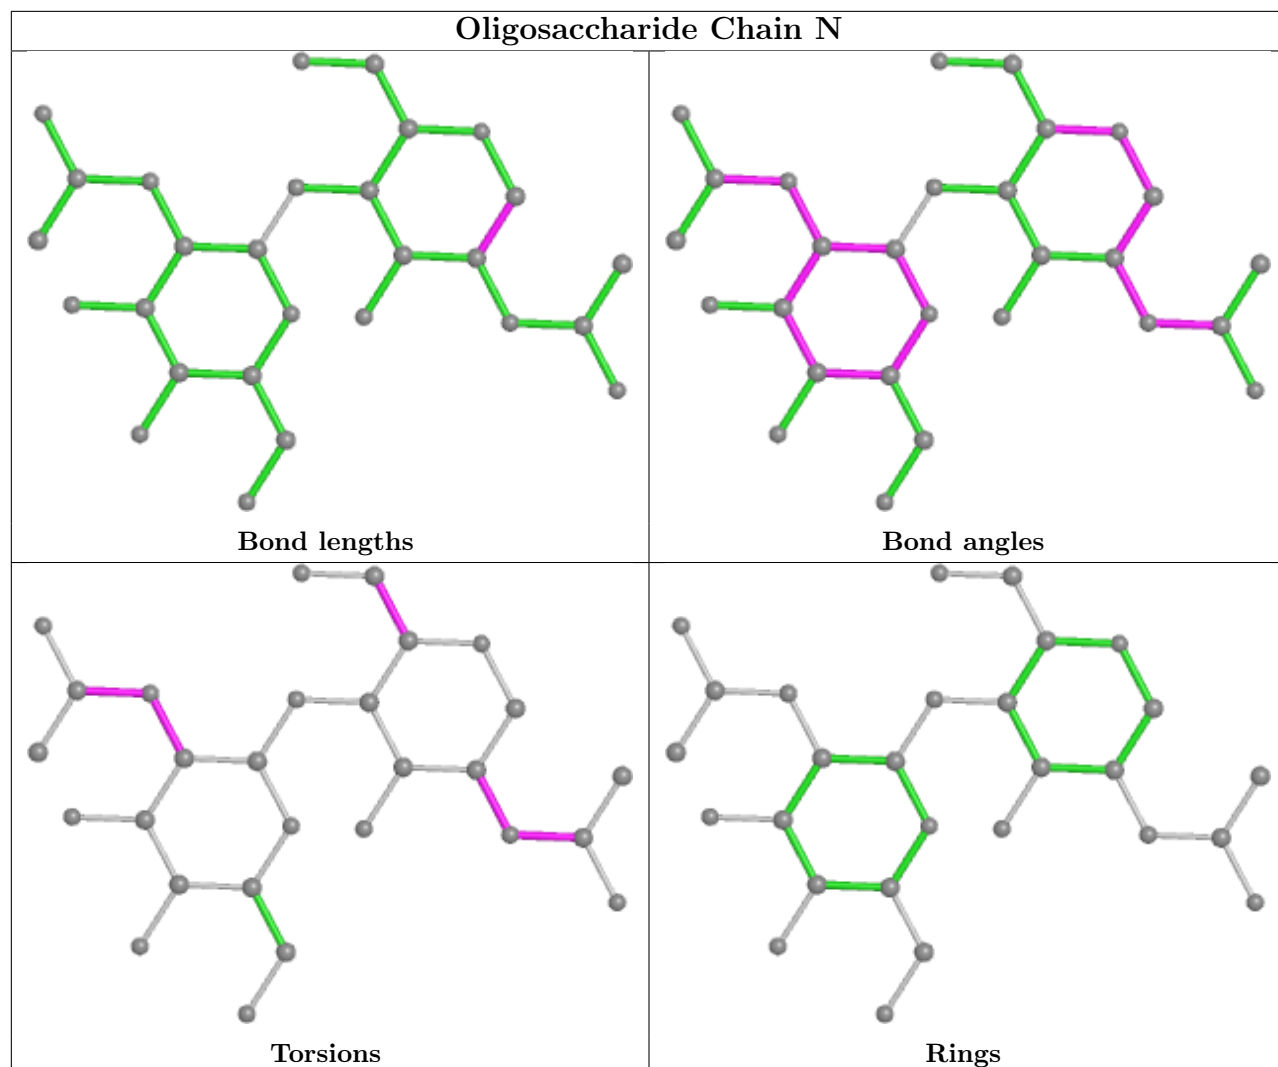 Oligosaccharide Chain N
Bond lengths
Bond angles
Torsions
Rings